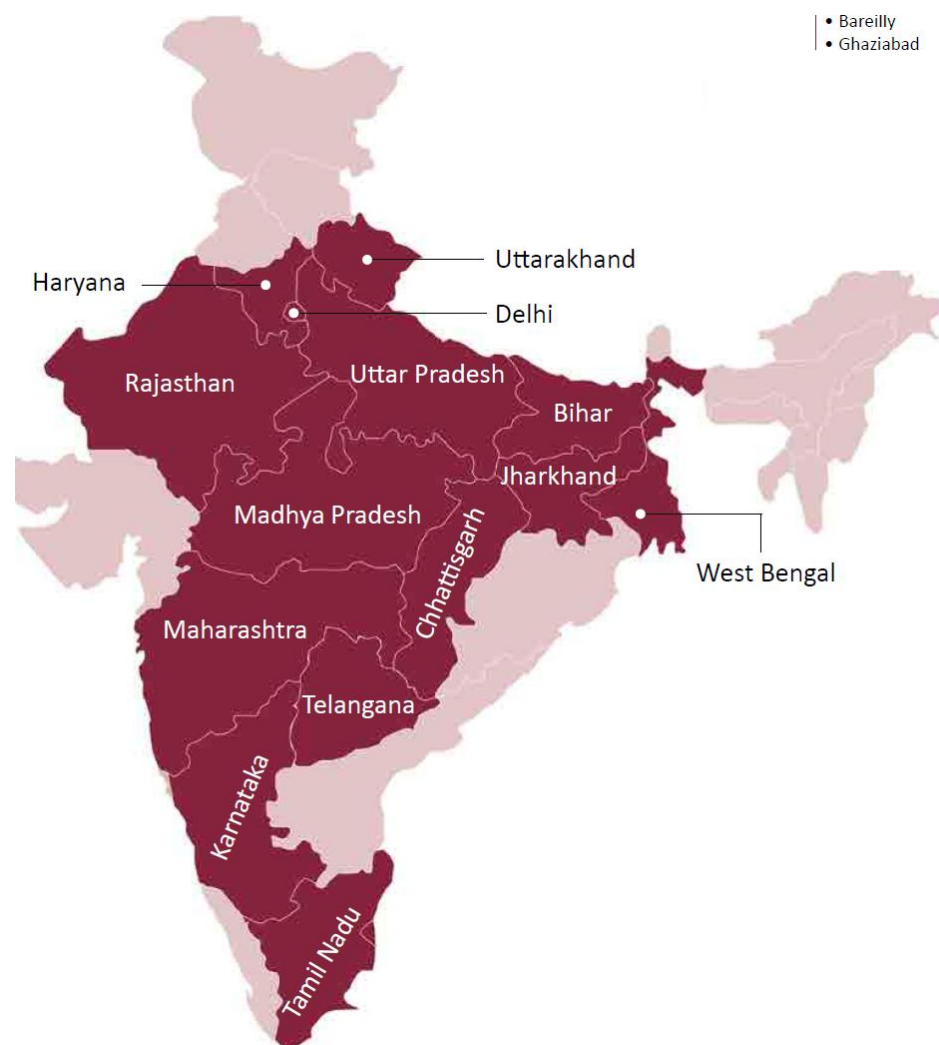 • Bareilly
• Ghaziabad
Uttarakhand
Haryana
Delhi
Uttar Pradesh
Rajasthan
Bihar
Jharkhand
Madhya Pradesh
Chhattisgarh
West Bengal
Maharashtra
Telangana
Karnataka
Tamil Nadu